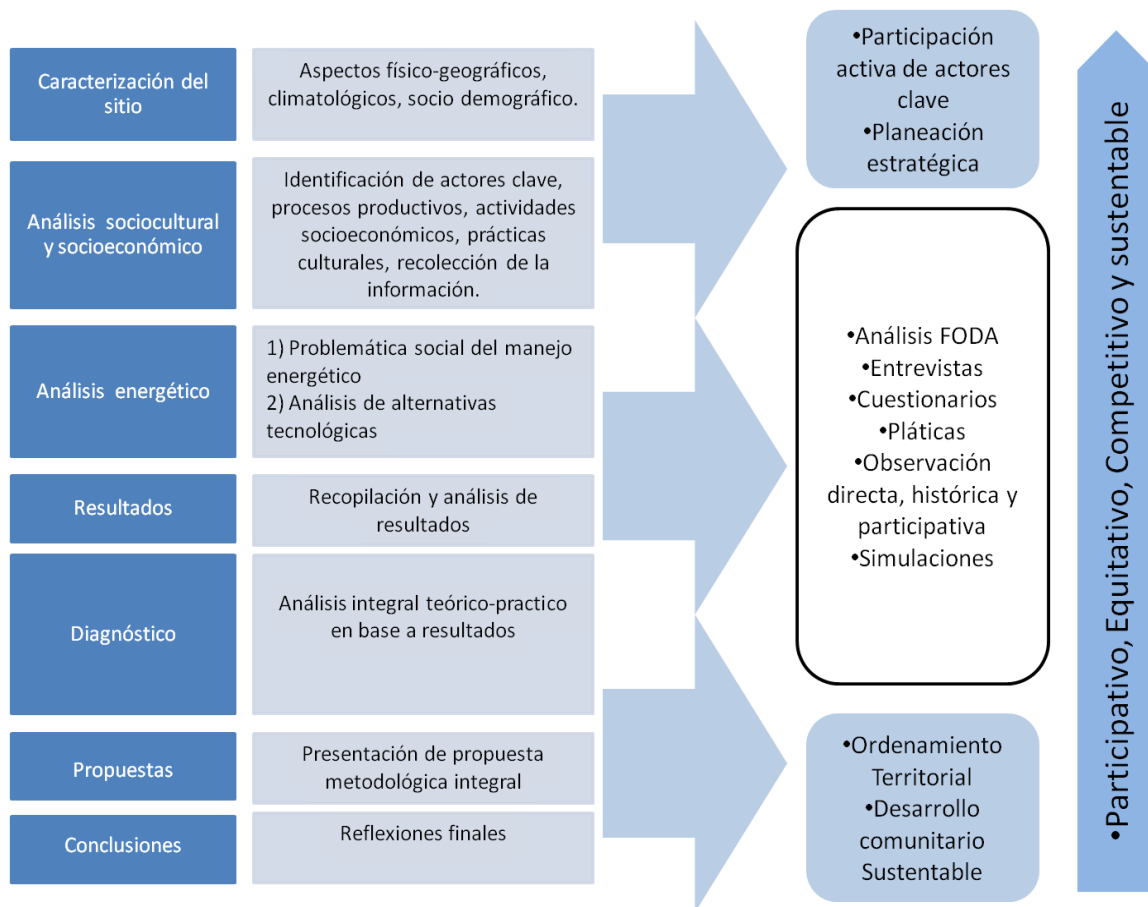 Caracterización del
sitio
Aspectos físico-geográficos,
climatológicos, socio demográfico.
Análisis sociocultural
y socioeconómico
Identificación de actores clave,
procesos productivos, actividades
socioeconómicos, prácticas
culturales, recolección de la
información.
Análisis energético
1) Problemática social del manejo
energético
2) Análisis de alternativas
tecnológicas
Resultados
Recopilación y análisis de
resultados
Diagnóstico
Análisis integral teórico-practico
en base a resultados
Propuestas
Presentación de propuesta
metodológica integral
Conclusiones
Reflexiones finales
•Participación
activa de actores
clave
•Planeación
estratégica
•Análisis FODA
•Entrevistas
•Cuestionarios
•Pláticas
•Observación
directa, histórica y
participativa
•Simulaciones
•Ordenamiento
Territorial
•Desarrollo
comunitario
Sustentable
•Participativo, Equitativo, Competitivo y sustentable